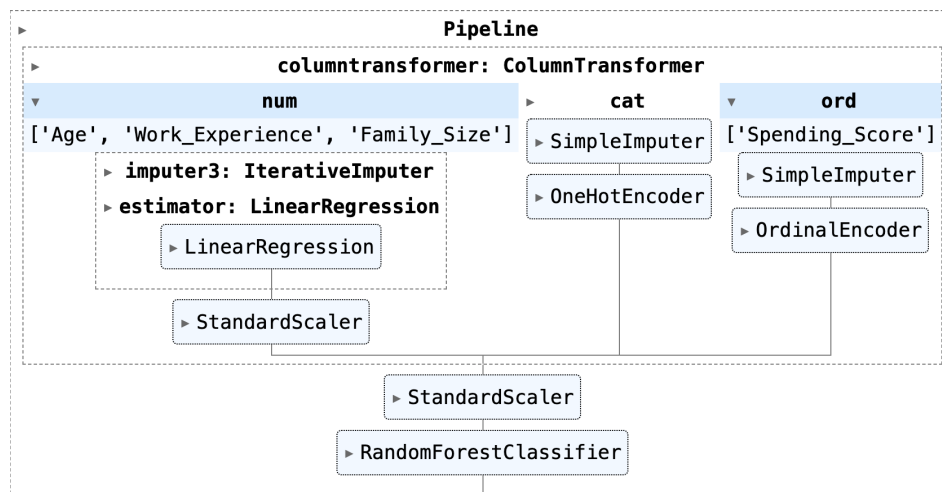 Pipeline
columntransformer: ColumnTransformer
num
['Age', 'Work_Experience', 'Family_Size']
imputer3: IterativeImputer
estimator: LinearRegression
LinearRegression
StandardScaler
cat
SimpleImputer
OneHotEncoder
ord
['Spending_Score']
SimpleImputer
OrdinalEncoder
StandardScaler
RandomForestClassifier